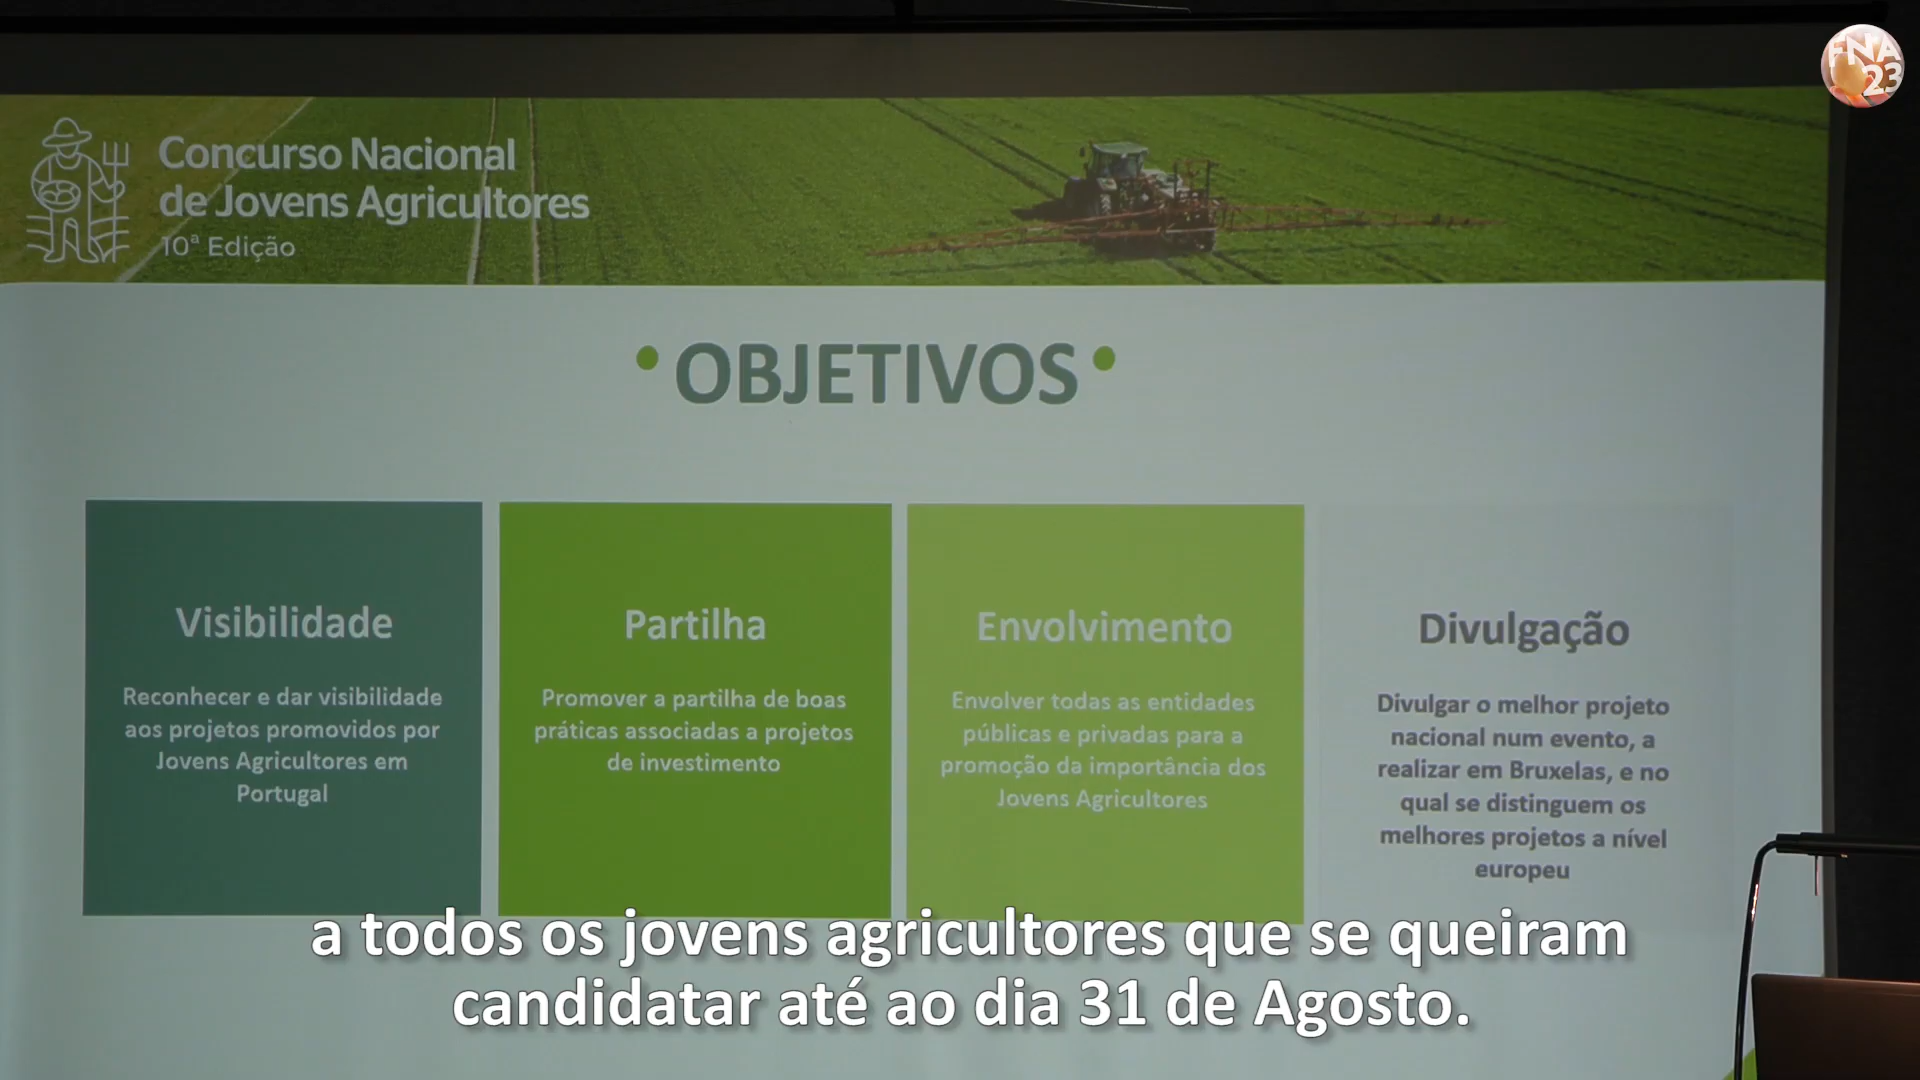 FNA
23
Concurso Nacional
de Jovens Agricultores
10ª Edição
• OBJETIVOS •
Visibilidade
Reconhecer e dar visibilidade
aos projetos promovidos por
Jovens Agricultores em
Portugal
Partilha
Promover a partilha de boas
práticas associadas a projetos
de investimento
Envolvimento
Envolver todas as entidades
públicas e privadas para a
promoção da importância dos
Jovens Agricultores
Divulgação
Divulgar o melhor projeto
nacional num evento, a
realizar em Bruxelas, e no
qual se distinguem os
melhores projetos a nível
europeu
a todos os jovens agricultores que se queiram
candidatar até ao dia 31 de Agosto.